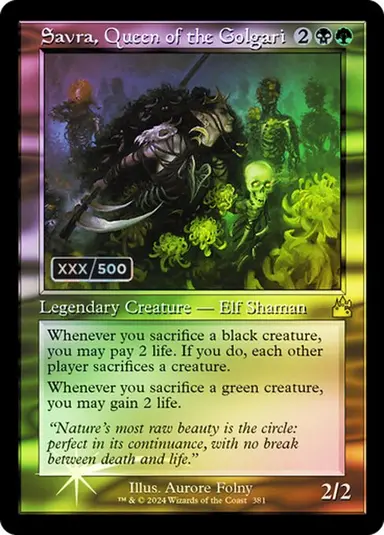 Savra, Queen of the Golgari 2
XXX/500
Legendary Creature — Elf Shaman
Whenever you sacrifice a black creature,
you may pay 2 life. If you do, each other
player sacrifices a creature.
Whenever you sacrifice a green creature,
you may gain 2 life.
“Nature’s most raw beauty is the circle:
perfect in its continuance, with no break
between death and life.”
Illus. Aurore Folny
™ & © 2024 Wizards of the Coast 381
2/2